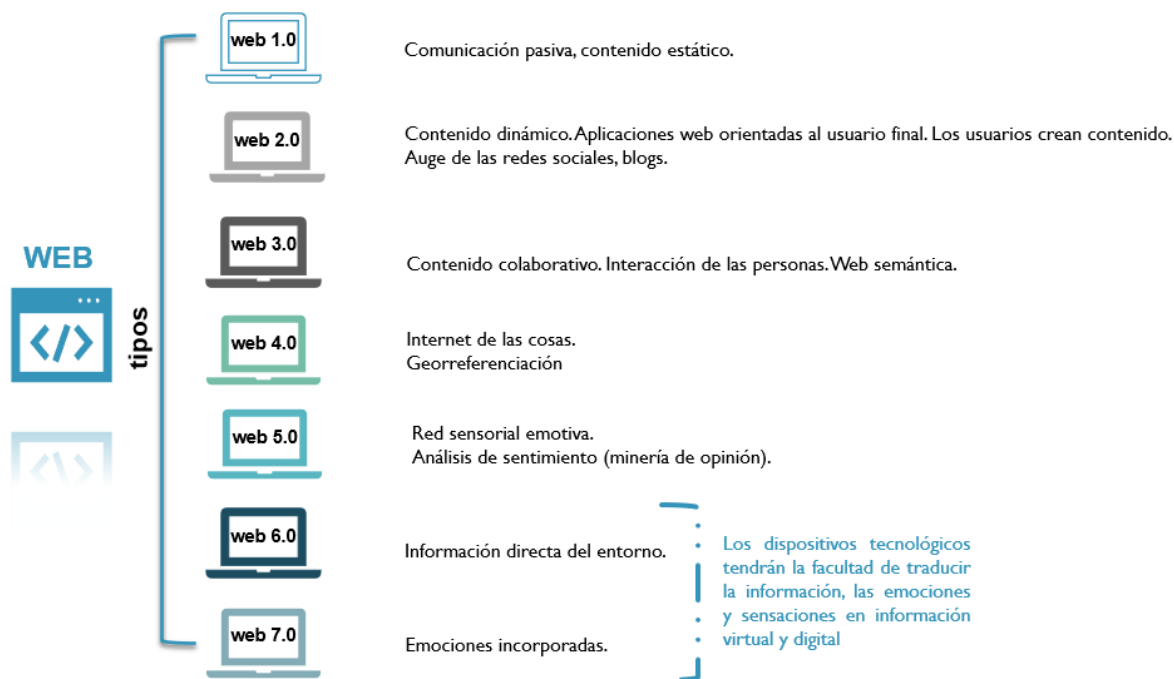 WEB
</>
tipos
web 1.0
Comunicación pasiva, contenido estático.
web 2.0
Contenido dinámico. Aplicaciones web orientadas al usuario final. Los usuarios crean contenido.
Auge de las redes sociales, blogs.
web 3.0
Contenido colaborativo. Interacción de las personas. Web semántica.
web 4.0
Internet de las cosas.
Georreferenciación
web 5.0
Red sensorial emotiva.
Análisis de sentimiento (minería de opinión).
web 6.0
Información directa del entorno.
web 7.0
Emociones incorporadas.
Los dispositivos tecnológicos
tendrán la facultad de traducir
la información, las emociones
y sensaciones en información
virtual y digital